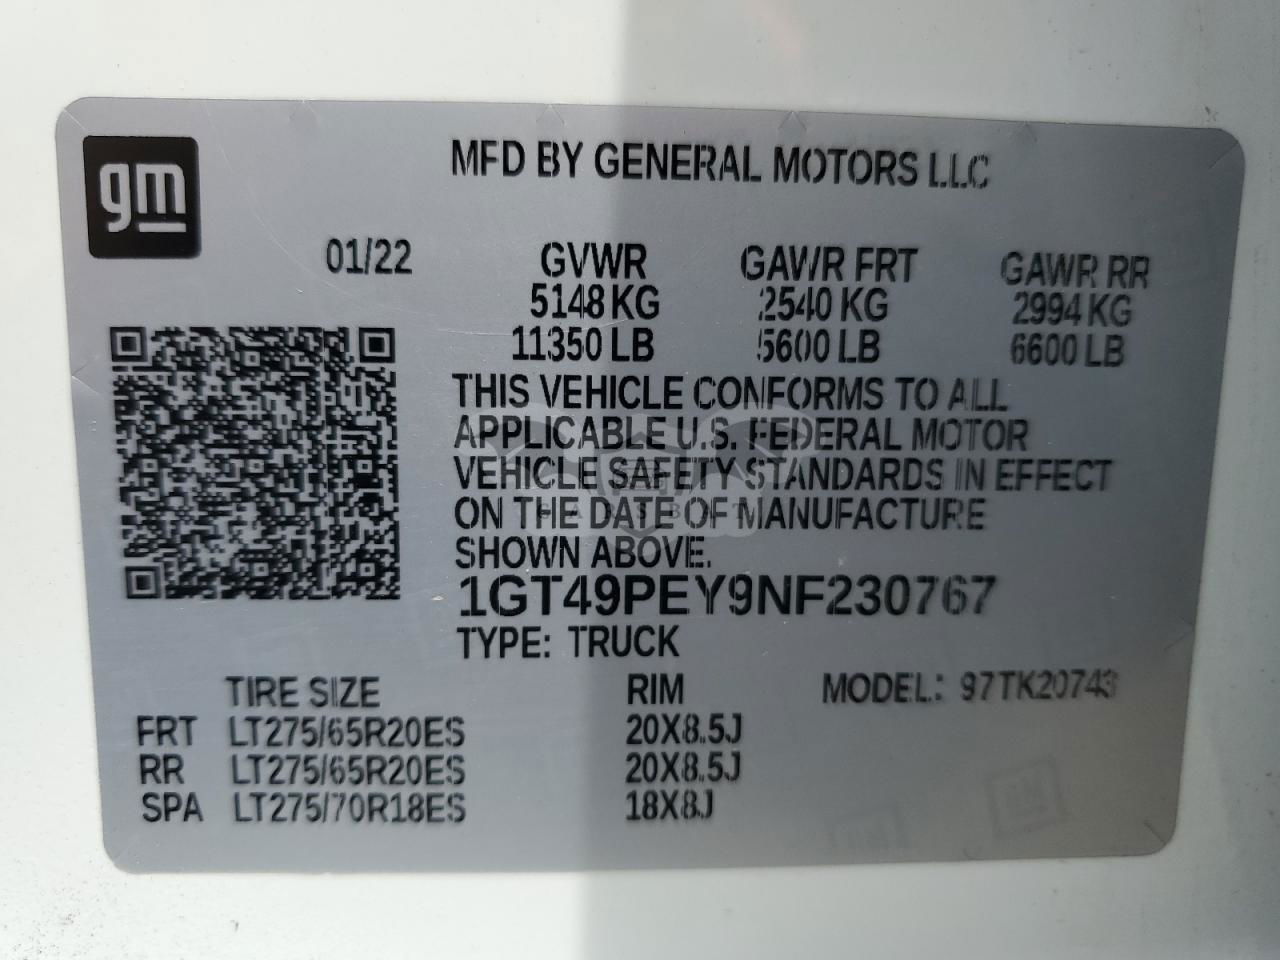 gm
MFD BY GENERAL MOTORS LLC
01/22 GVWR GAWR FRT GAWR RR
5148 KG 2540 KG 2994 KG
11350 LB 5600 LB 6600 LB
THIS VEHICLE CONFORMS TO ALL
APPLICABLE U.S. FEDERAL MOTOR
VEHICLE SAFETY STANDARDS IN EFFECT
ON THE DATE OF MANUFACTURE
SHOWN ABOVE.
1GT49PEY9NF230767
TYPE: TRUCK
TIRE SIZE RIM MODEL: 97TK20743
FRT LT275/65R20ES 20X8.5J
RR LT275/65R20ES 20X8.5J
SPA LT275/70R18ES 18X8J